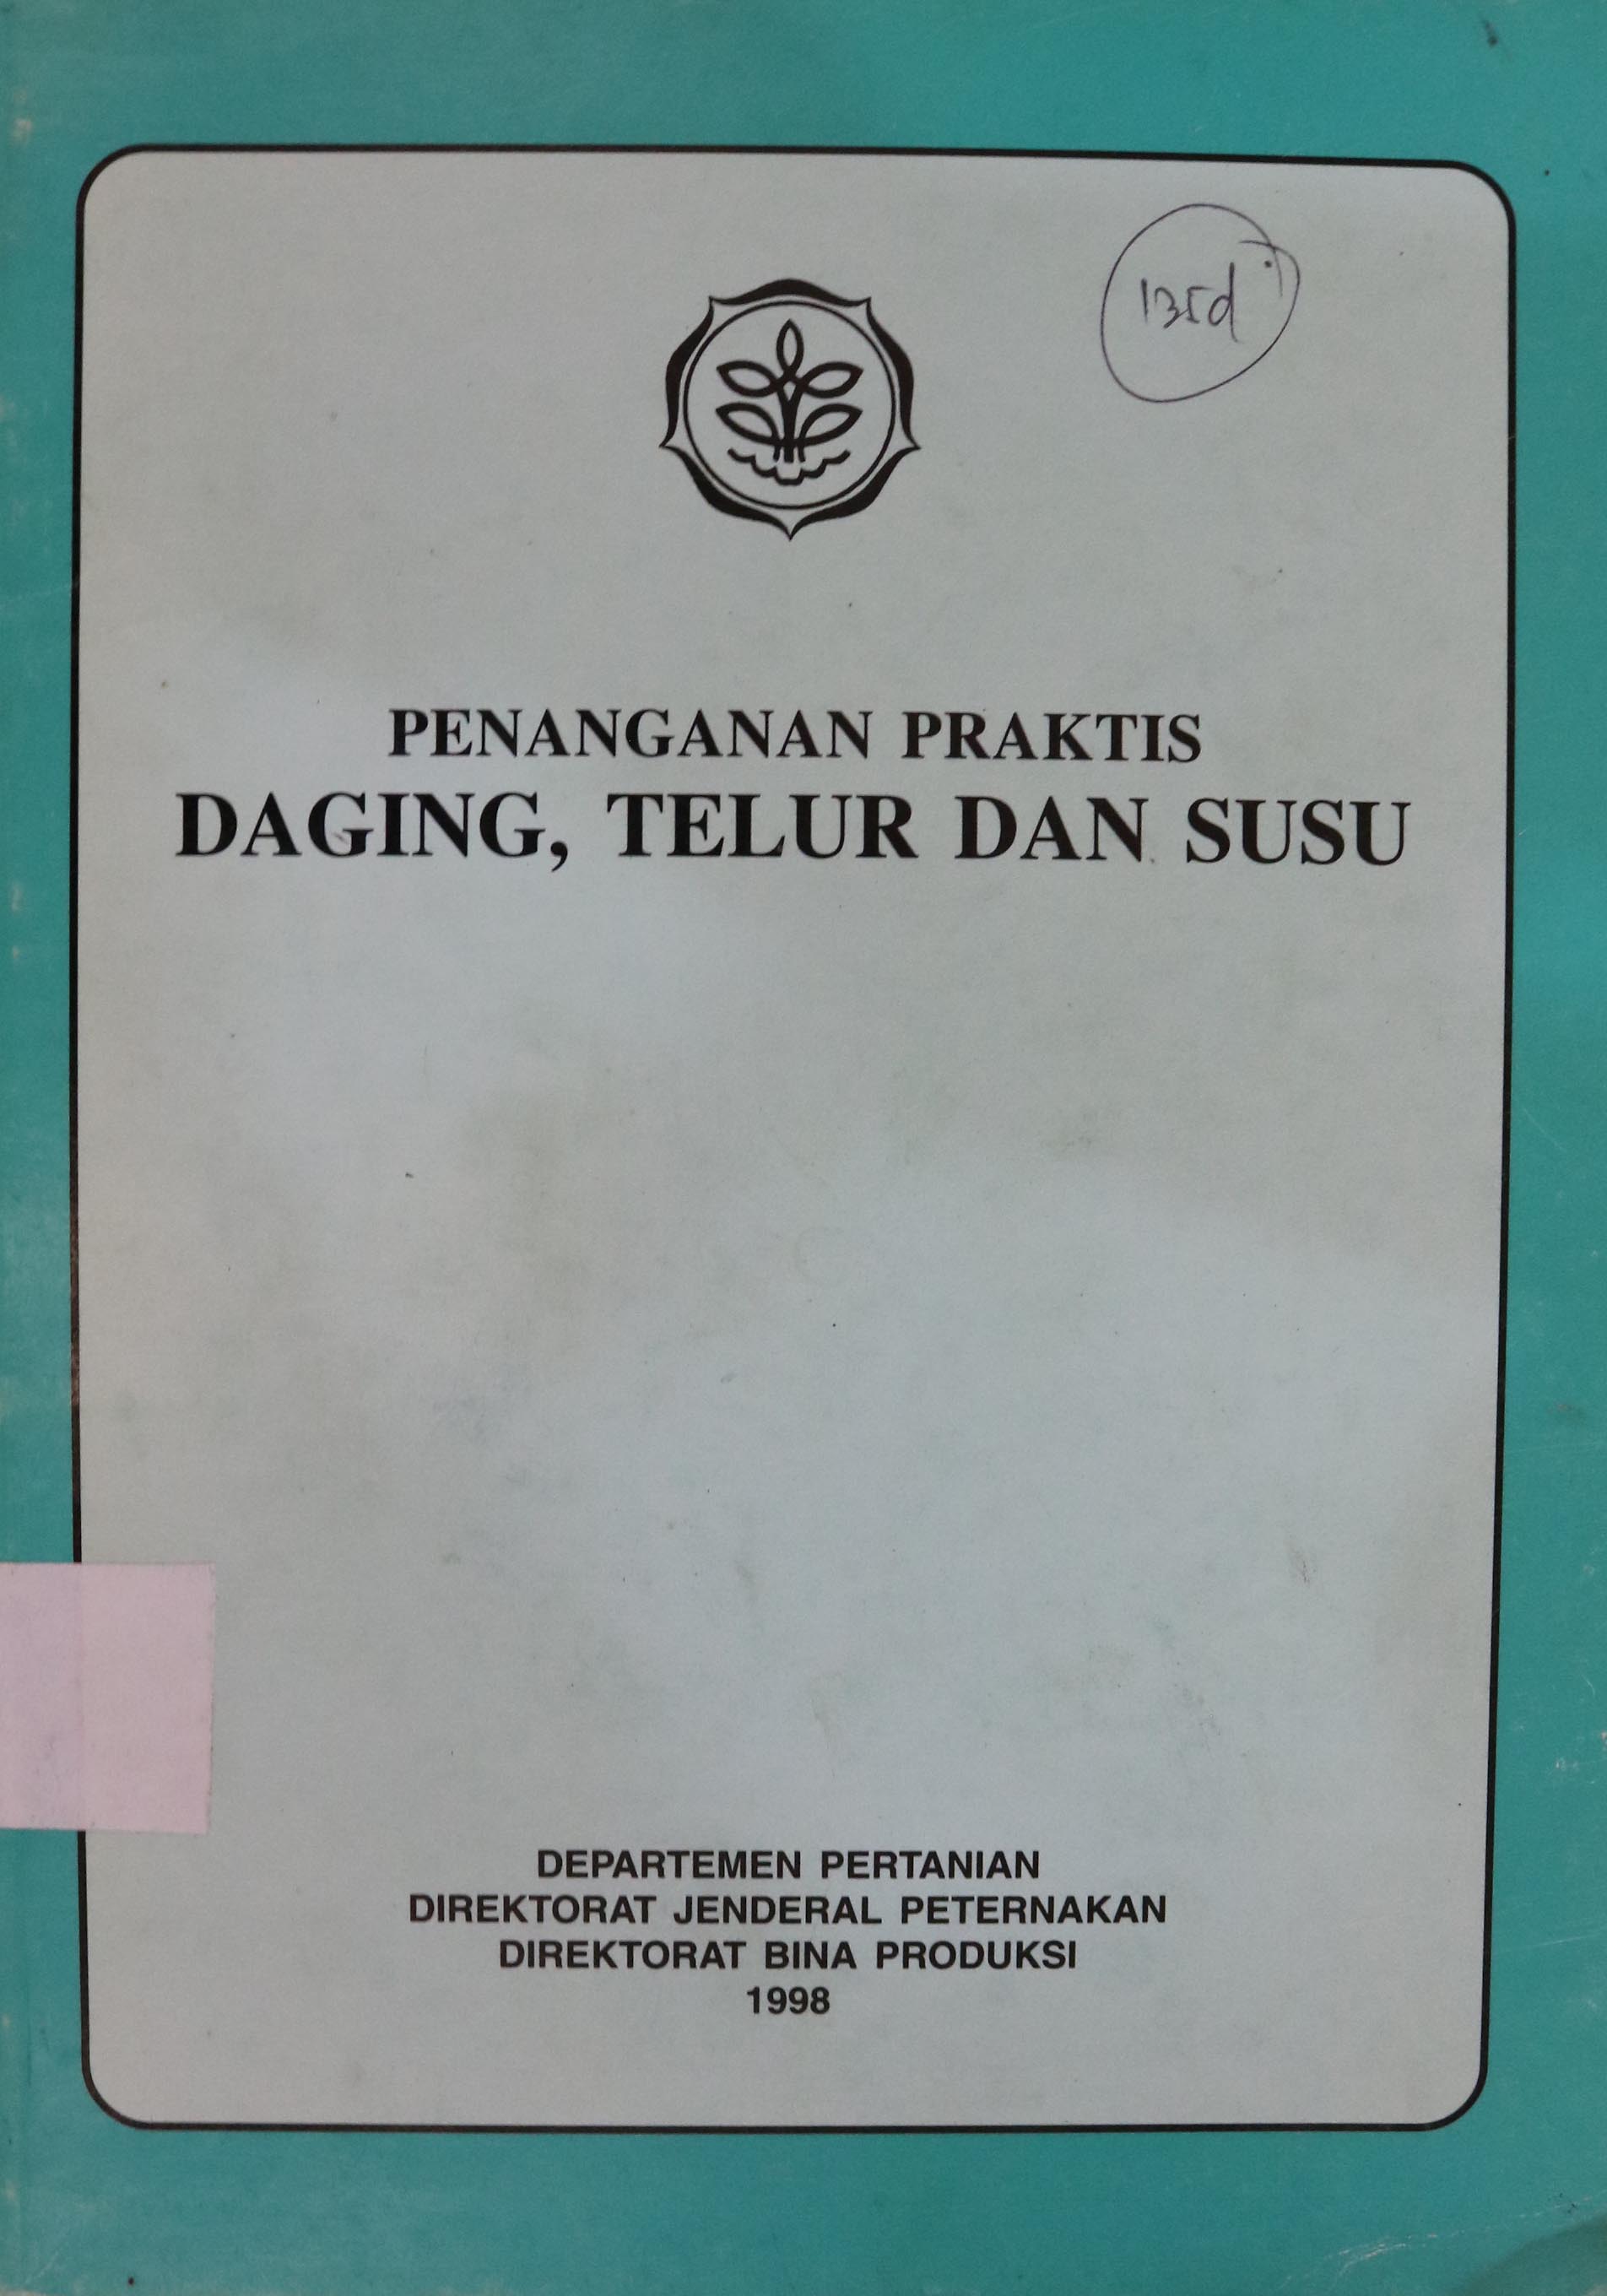 135d
PENANGANAN PRAKTIS
DAGING, TELUR DAN SUSU
DEPARTEMEN PERTANIAN
DIREKTORAT JENDERAL PETERNAKAN
DIREKTORAT BINA PRODUKSI
1998